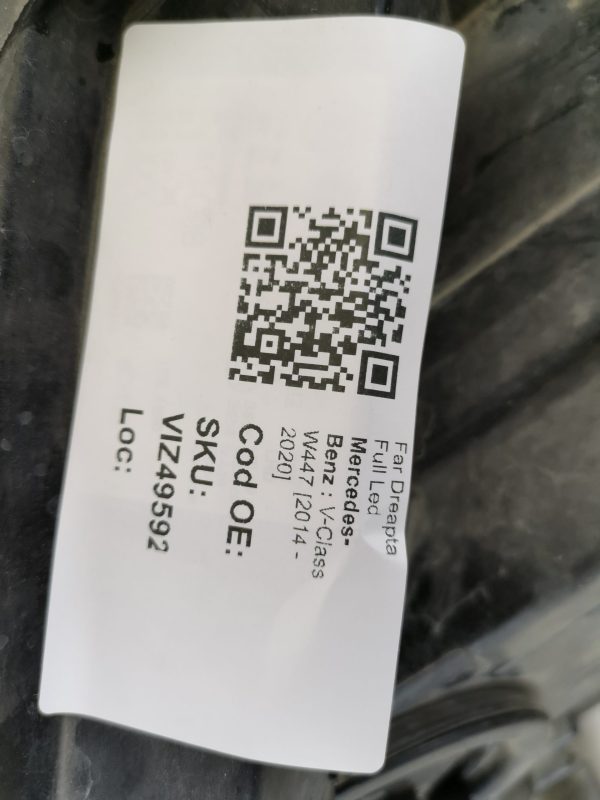 Far Dreapta
Full Led
Mercedes-
Benz : V-Class
W447 [2014 -
2020]
Cod OE:
SKU:
VIZ49592
Loc: